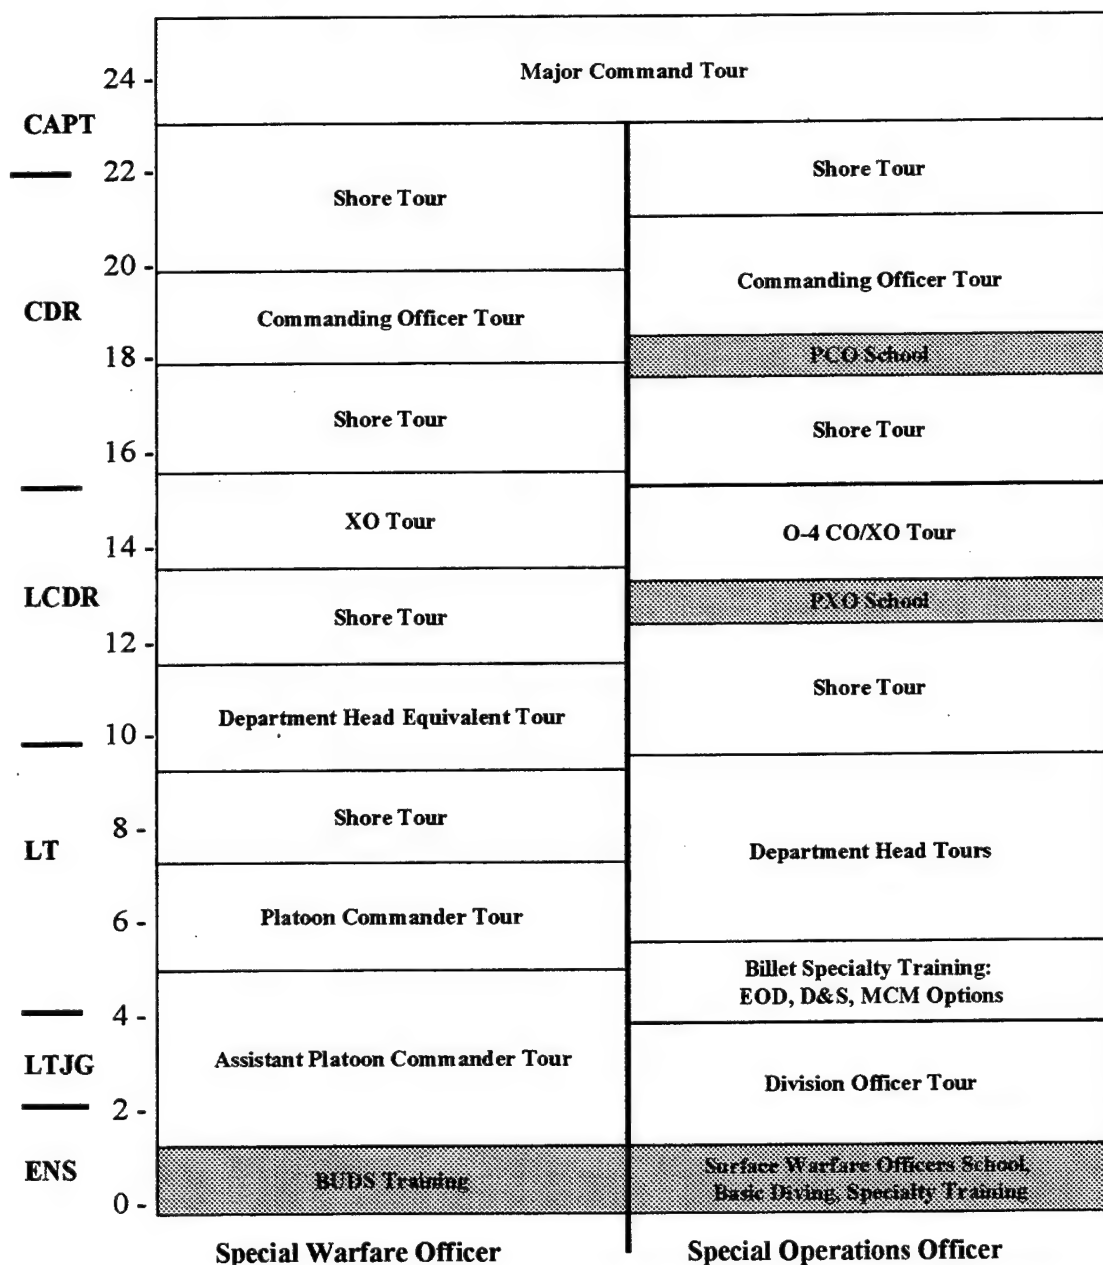 24 -
Major Command Tour
CAPT
22 -
Shore Tour
Shore Tour
20 -
Commanding Officer Tour
CDR
Commanding Officer Tour
18 -
PCO School
Shore Tour
Shore Tour
16 -
XO Tour
O-4 CO/XO Tour
14 -
LCDR
PXO School
Shore Tour
12 -
Shore Tour
Department Head Equivalent Tour
10 -
Shore Tour
8 -
LT
Department Head Tours
Platoon Commander Tour
6 -
Billet Specialty Training:
EOD, D&S, MCM Options
4 -
LTJG
Assistant Platoon Commander Tour
Division Officer Tour
2 -
ENS
BUDS Training
Surface Warfare Officers School,
Basic Diving, Specialty Training
0 -
Special Warfare Officer
Special Operations Officer